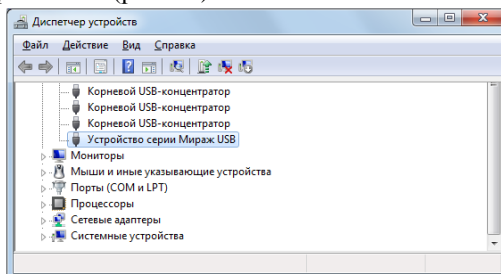 Диспетчер устройств
Файл Действие Вид Справка
Корневой USB-концентратор
Корневой USB-концентратор
Корневой USB-концентратор
Устройство серии Мираж USB
Мониторы
Мыши и иные указывающие устройства
Порты (COM и LPT)
Процессоры
Сетевые адаптеры
Системные устройства